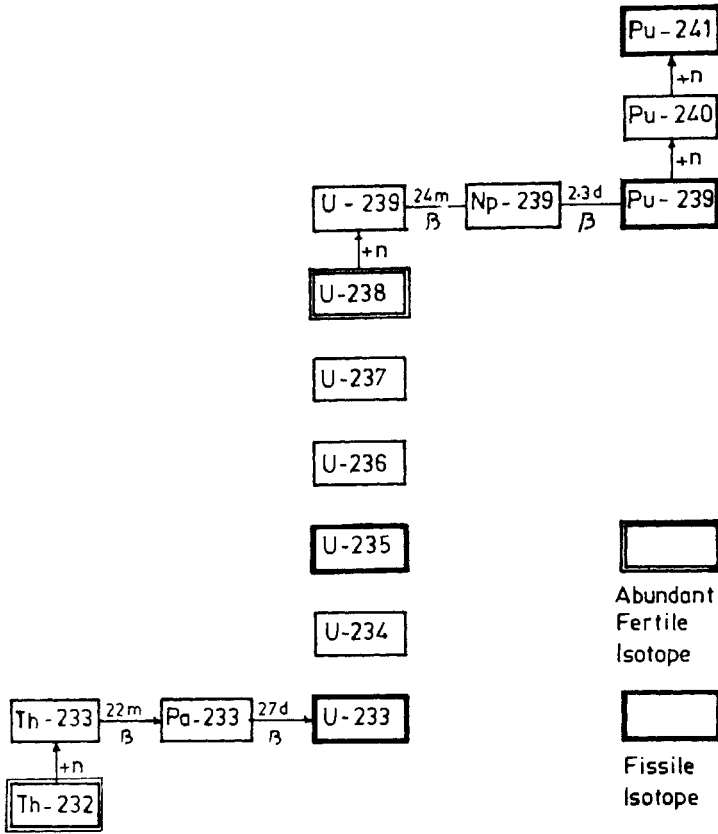 Pu-241
+n
Pu-240
+n
U-239 24m β Np-239 2.3d β Pu-239
+n
U-238
U-237
U-236
U-235
U-234
Th-233 22m β Pa-233 27d β U-233
+n
Th-232
Abundant
Fertile
Isotope
Fissile
Isotope